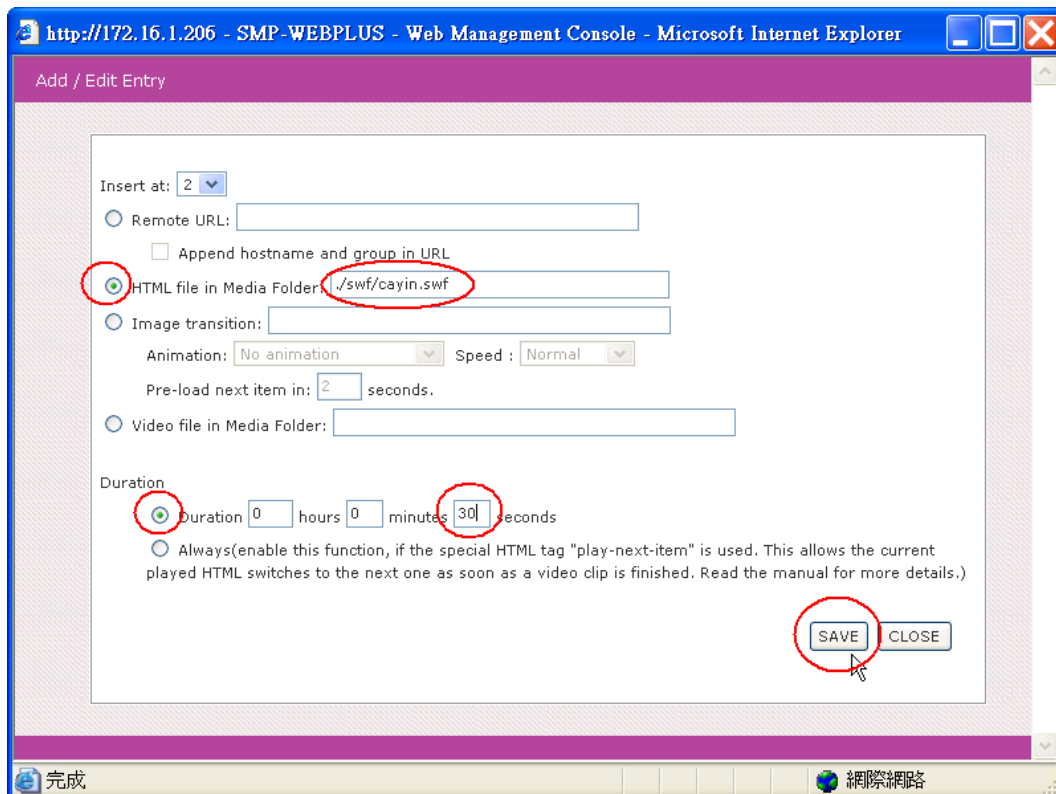 http://172.16.1.206 - SMP-WEBPLUS - Web Management Console - Microsoft Internet Explorer
Add / Edit Entry
Insert at: 2
Remote URL:
Append hostname and group in URL
HTML file in Media Folder: ./swf/cayin.swf
Image transition:
Animation: No animation Speed : Normal
Pre-load next item in: 2 seconds.
Video file in Media Folder:
Duration
Duration 0 hours 0 minutes 30 seconds
Always(enable this function, if the special HTML tag "play-next-item" is used. This allows the current
played HTML switches to the next one as soon as a video clip is finished. Read the manual for more details.)
SAVE CLOSE
完成 網際網路